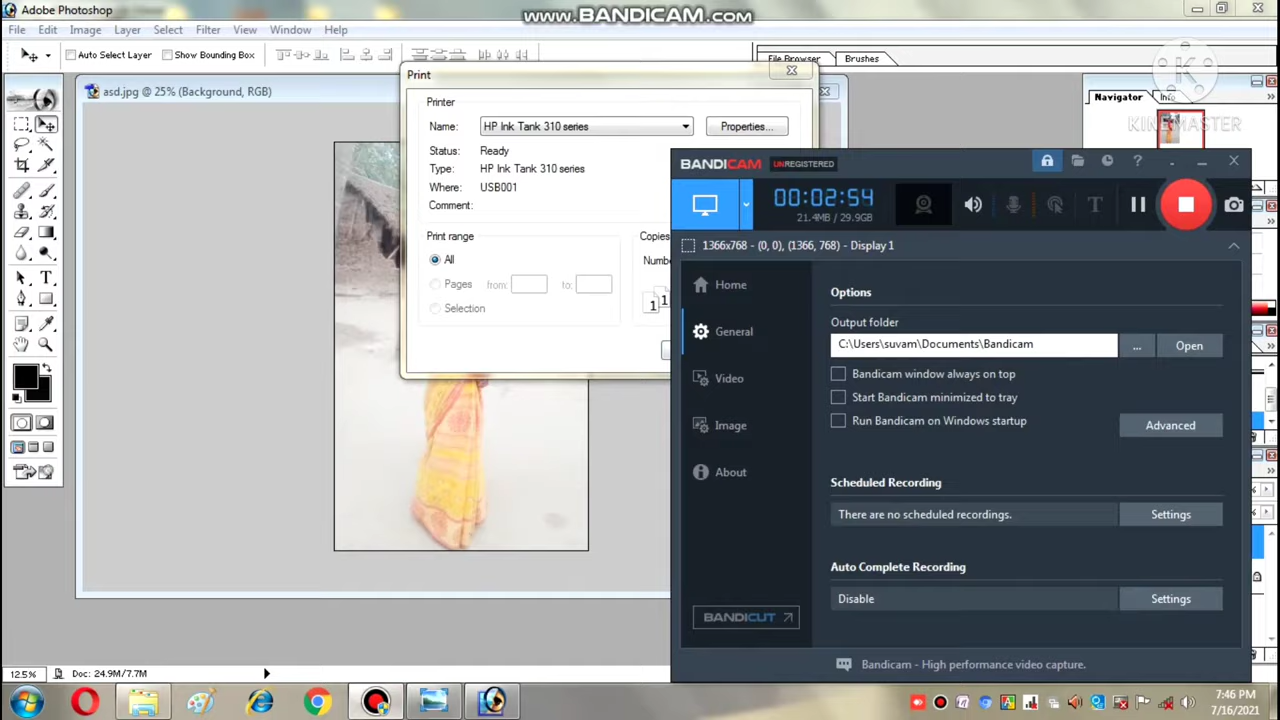 Adobe Photoshop
www.BANDICAM.com
File Edit Image Layer Select Filter View Window Help
Auto Select Layer Show Bounding Box
File Browser Brushes
asd.jpg @ 25% (Background, RGB)
Navigator Info
KINEMASTER
Print
Printer
Name: HP Ink Tank 310 series Properties...
Status: Ready
Type: HP Ink Tank 310 series
Where: USB001
Comment:
Print range
All
Pages from: to:
Selection
Copies
Numbe
1 1
BANDICAM UNREGISTERED
00:02:54
21.4MB / 29.9GB
1366x768 - (0, 0), (1366, 768) - Display 1
Home
General
Video
Image
About
BANDICUT
Options
Output folder
C:\Users\suvam\Documents\Bandicam ... Open
Bandicam window always on top
Start Bandicam minimized to tray
Run Bandicam on Windows startup
Advanced
Scheduled Recording
There are no scheduled recordings. Settings
Auto Complete Recording
Disable Settings
Bandicam - High performance video capture.
12.5% Doc: 24.9M/7.7M
7:46 PM
7/16/2021